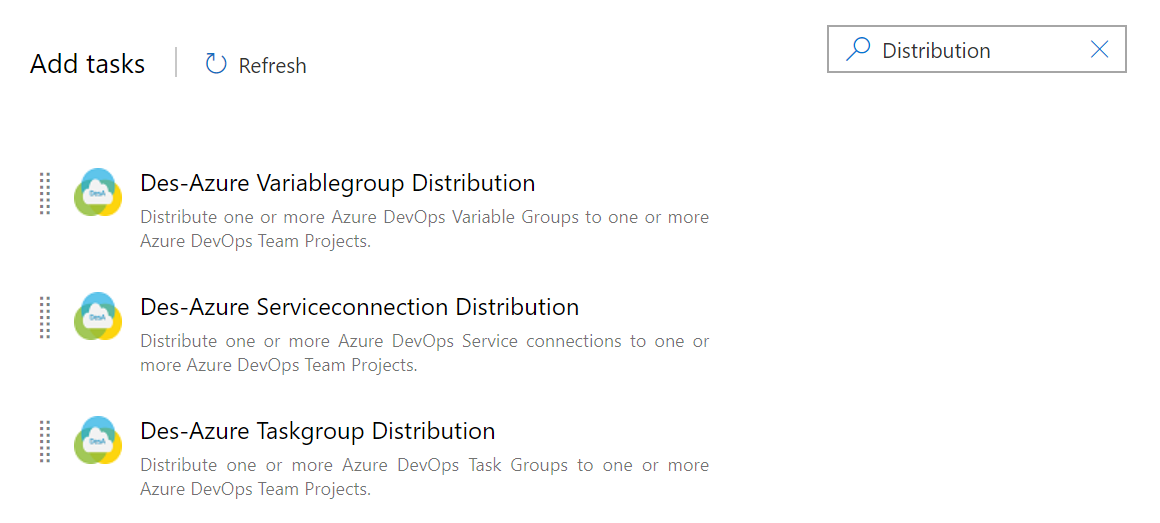 Add tasks
Refresh
Distribution
DesA
Des-Azure Variablegroup Distribution
Distribute one or more Azure DevOps Variable Groups to one or more
Azure DevOps Team Projects.
DesA
Des-Azure Serviceconnection Distribution
Distribute one or more Azure DevOps Service connections to one or
more Azure DevOps Team Projects.
DesA
Des-Azure Taskgroup Distribution
Distribute one or more Azure DevOps Task Groups to one or more
Azure DevOps Team Projects.